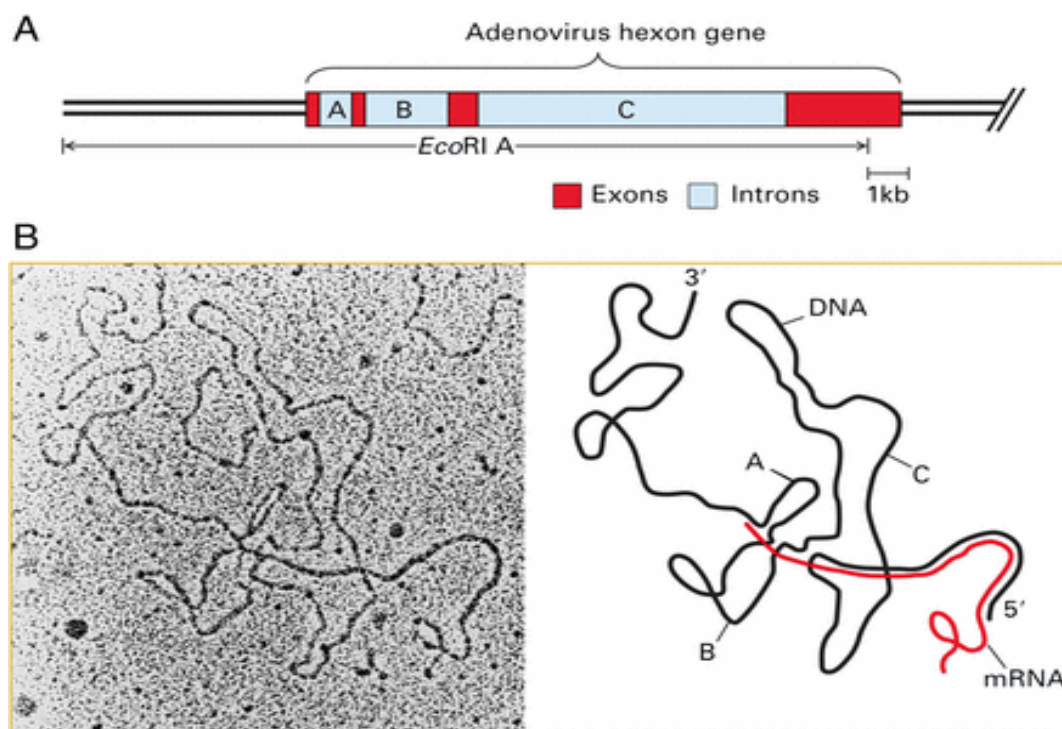 A
Adenovirus hexon gene
A B C
EcoRI A
1kb
Exons Introns
B
3′
DNA
A
C
B
5′
mRNA